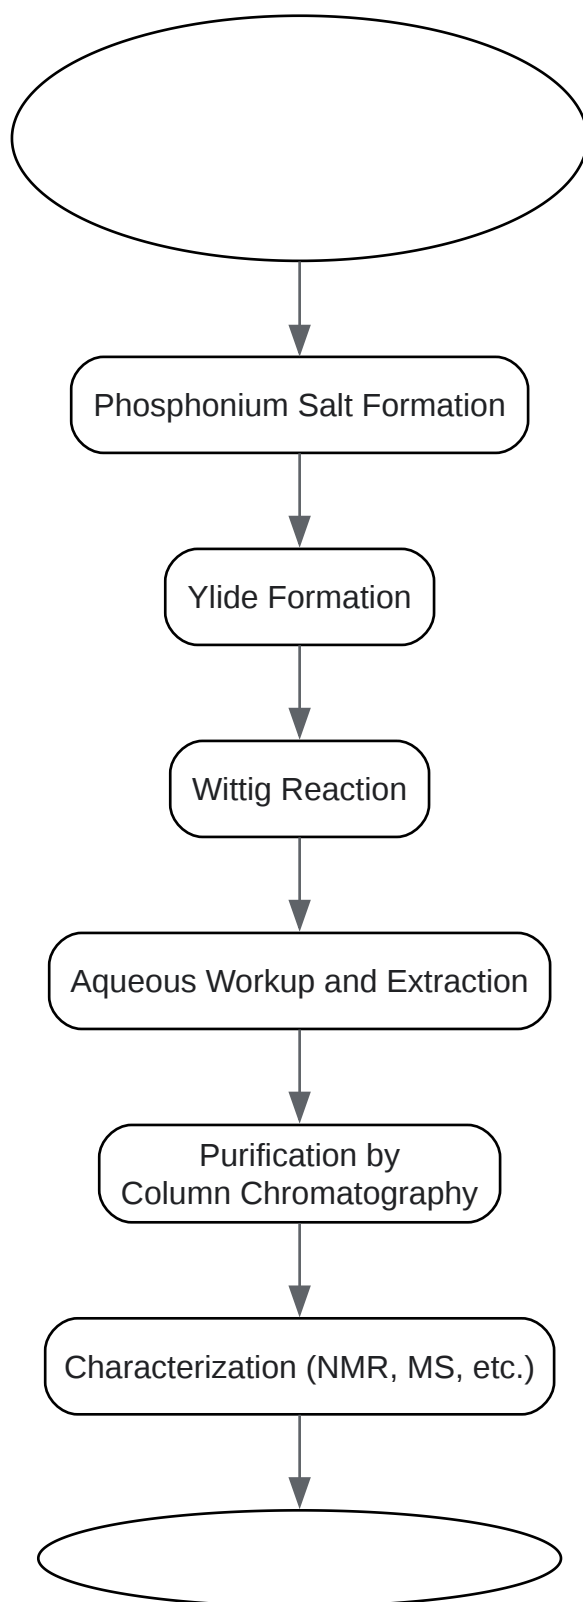 Phosphonium Salt Formation
Ylide Formation
Wittig Reaction
Aqueous Workup and Extraction
Purification by
Column Chromatography
Characterization (NMR, MS, etc.)